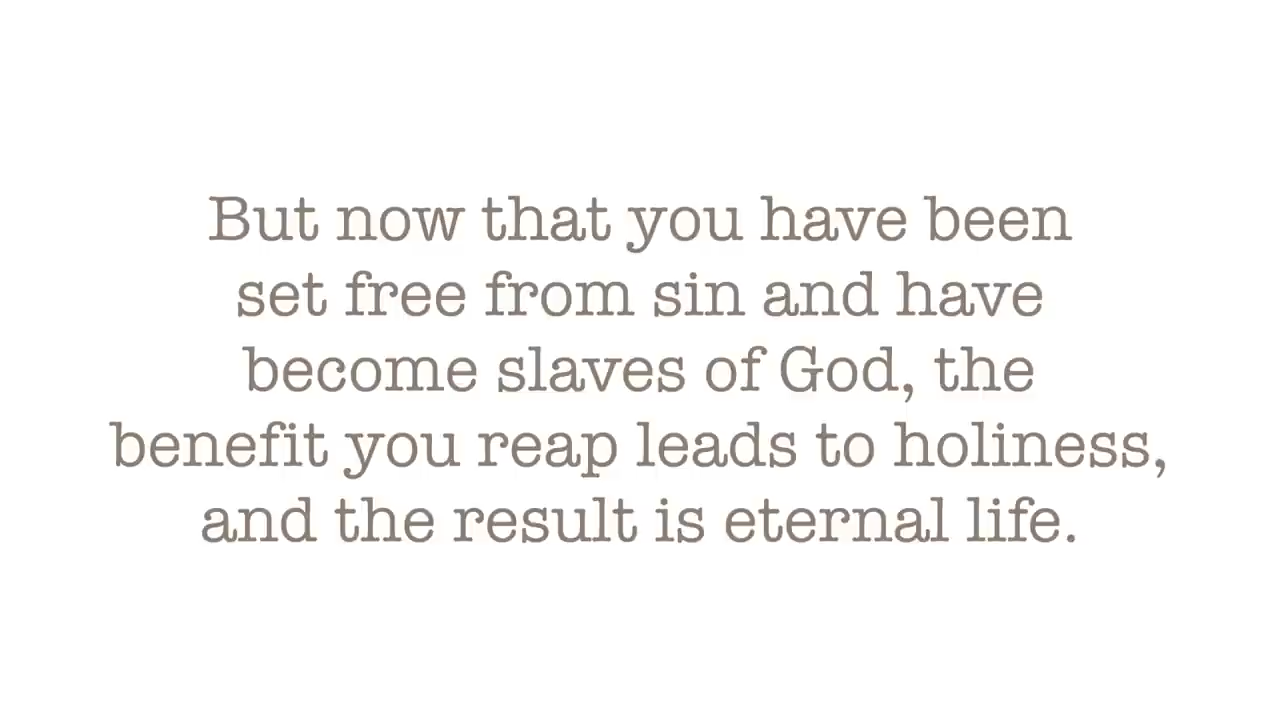 But now that you have been
set free from sin and have
become slaves of God, the
benefit you reap leads to holiness,
and the result is eternal life.